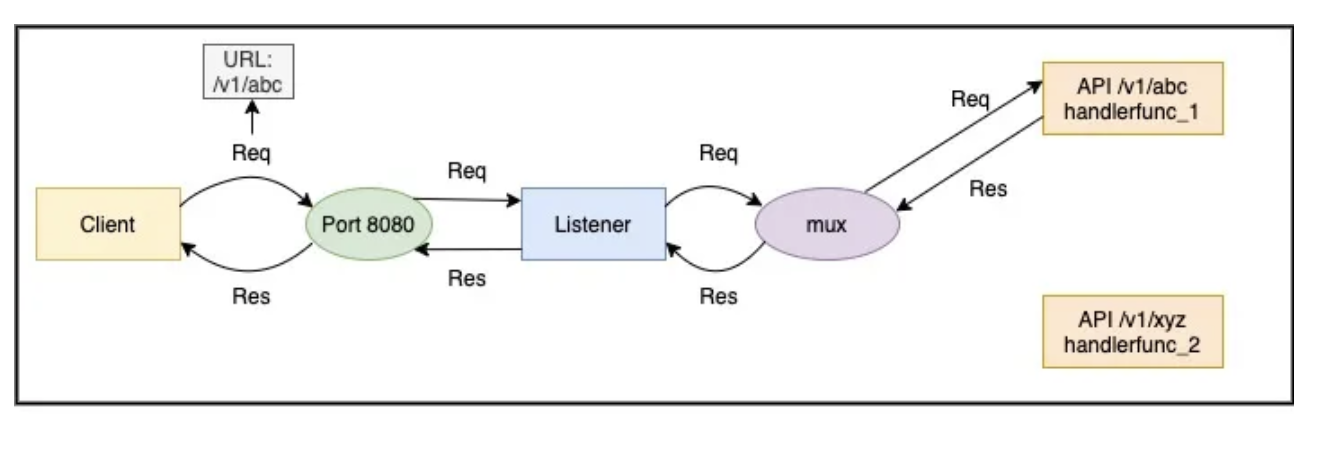 URL:
/v1/abc
Req
Client
Res
Port 8080
Req
Res
Listener
Req
Res
mux
Req
Res
API /v1/abc
handlerfunc_1
API /v1/xyz
handlerfunc_2